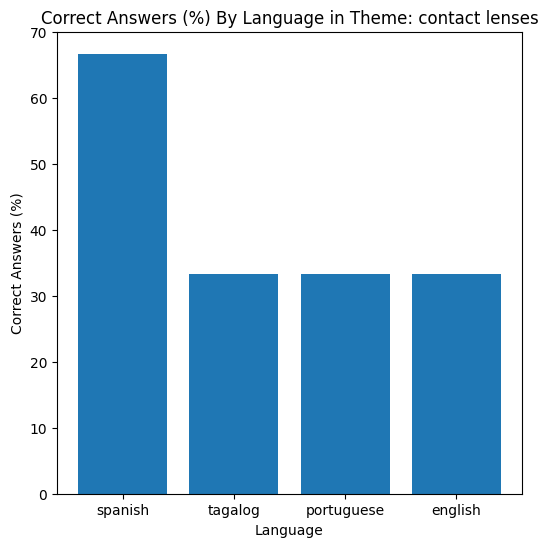 Correct Answers (%) By Language in Theme: contact lenses
70
60
50
40
30
20
10
0
Correct Answers (%)
spanish tagalog portuguese english
Language